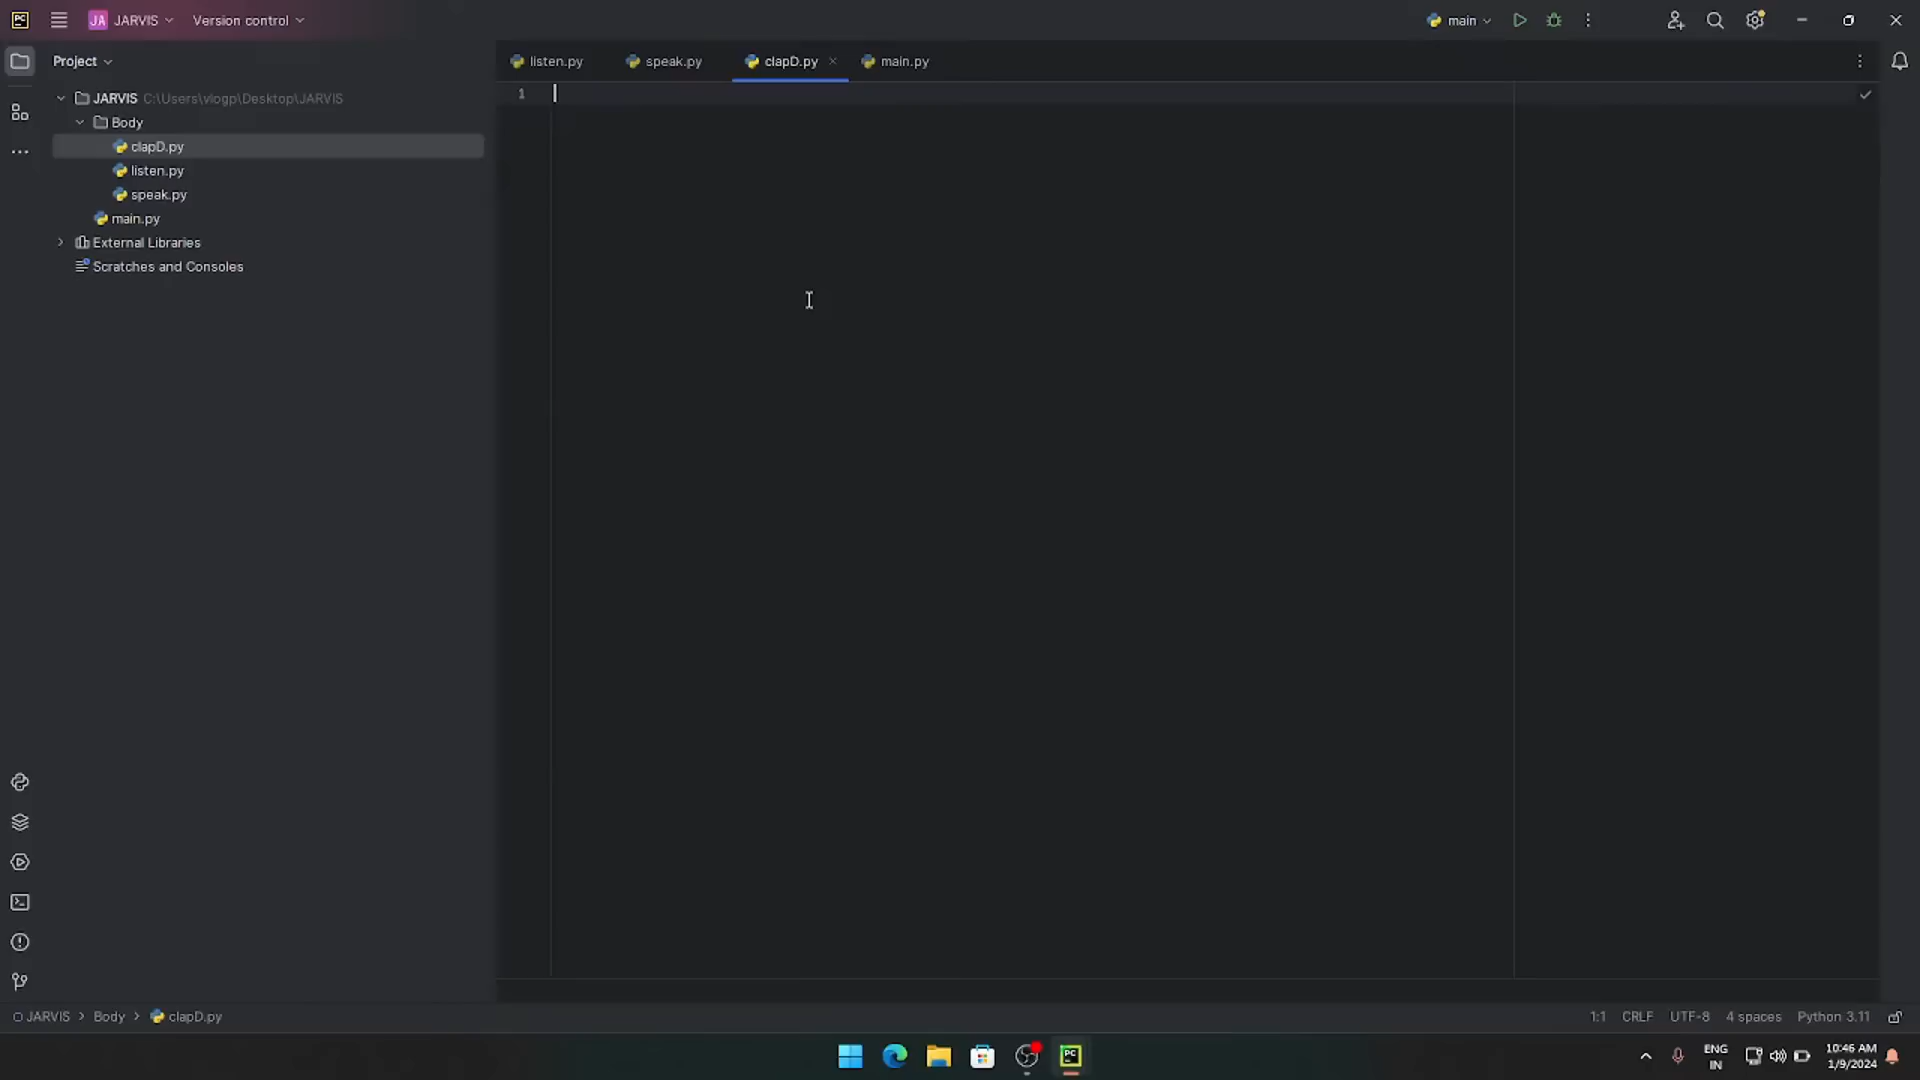 PC
JA JARVIS
Version control
main
Project
listen.py
speak.py
clapD.py
main.py
JARVIS C:\Users\vlogp\Desktop\JARVIS
1
Body
clapD.py
listen.py
speak.py
main.py
External Libraries
Scratches and Consoles
JARVIS > Body > clapD.py
1:1 CRLF UTF-8 4 spaces Python 3.11
PC
ENG
IN
10:46 AM
1/9/2024